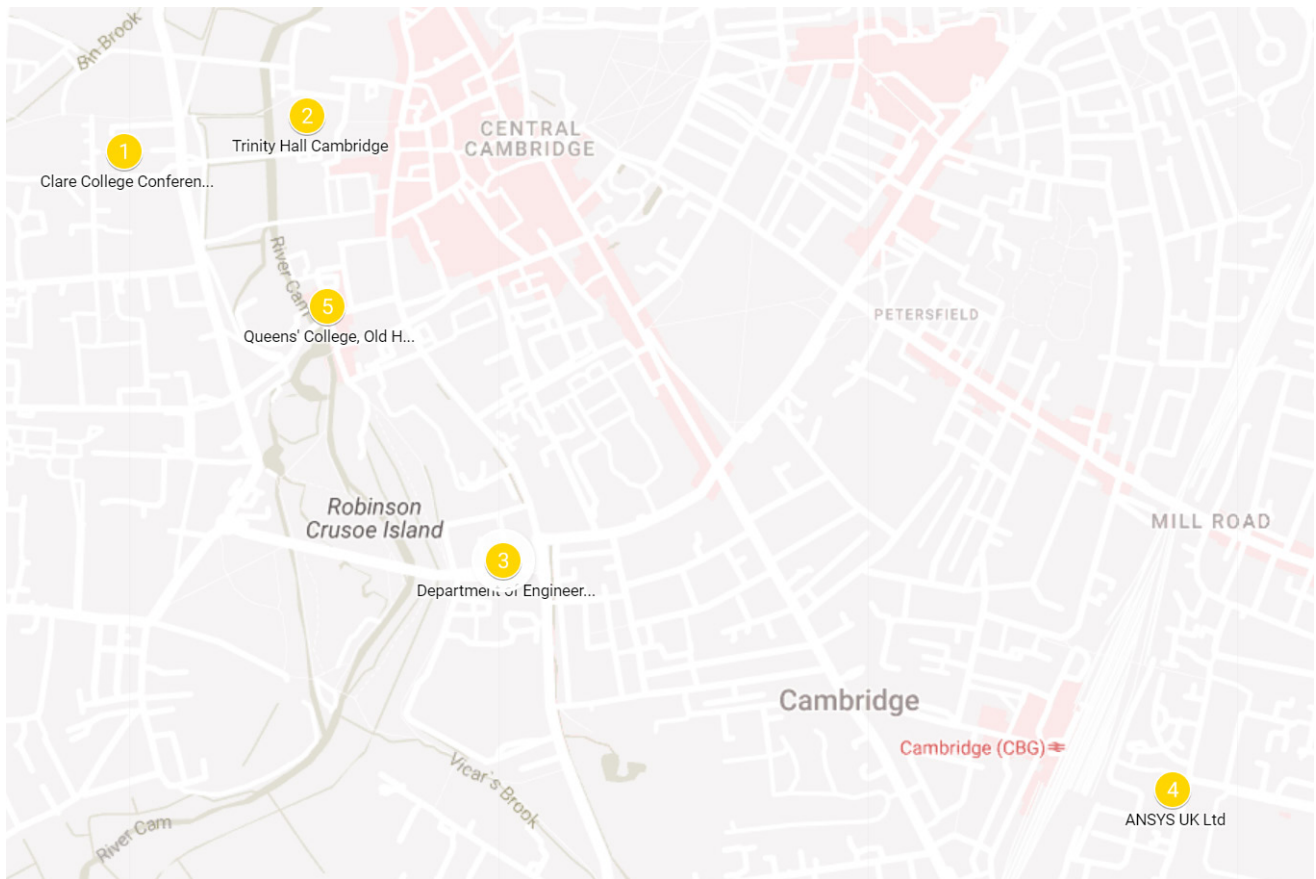 Bin Brook
2
Trinity Hall Cambridge
1
Clare College Conferen...
CENTRAL
CAMBRIDGE
River Cam
5
Queens' College, Old H...
PETERSFIELD
Robinson
Crusoe Island
MILL ROAD
3
Department of Engineer...
Cambridge
Cambridge (CBG)
Vicar's Brook
4
ANSYS UK Ltd
River Cam